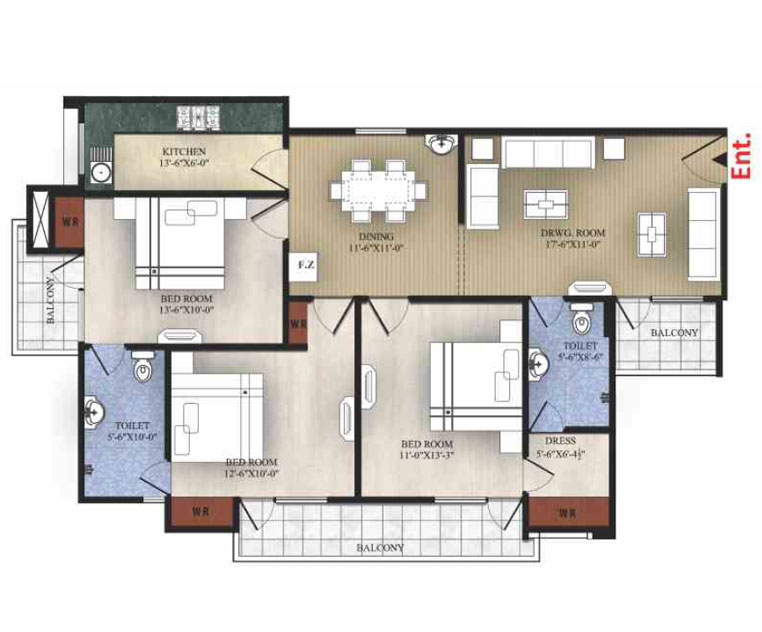 Ent.
KITCHEN
13'-6"X6'-0"
WR
DINING
11'-6"X11'-0"
DRWG. ROOM
17'-6"X11'-0"
F.Z
BALCONY
BED ROOM
13'-6"X10'-0"
WR
BALCONY
TOILET
5'-6"X8'-6"
TOILET
5'-6"X10'-0"
BED ROOM
12'-6"X10'-0"
BED ROOM
11'-0"X13'-3"
DRESS
5'-6"X6'-4½"
WR
WR
BALCONY